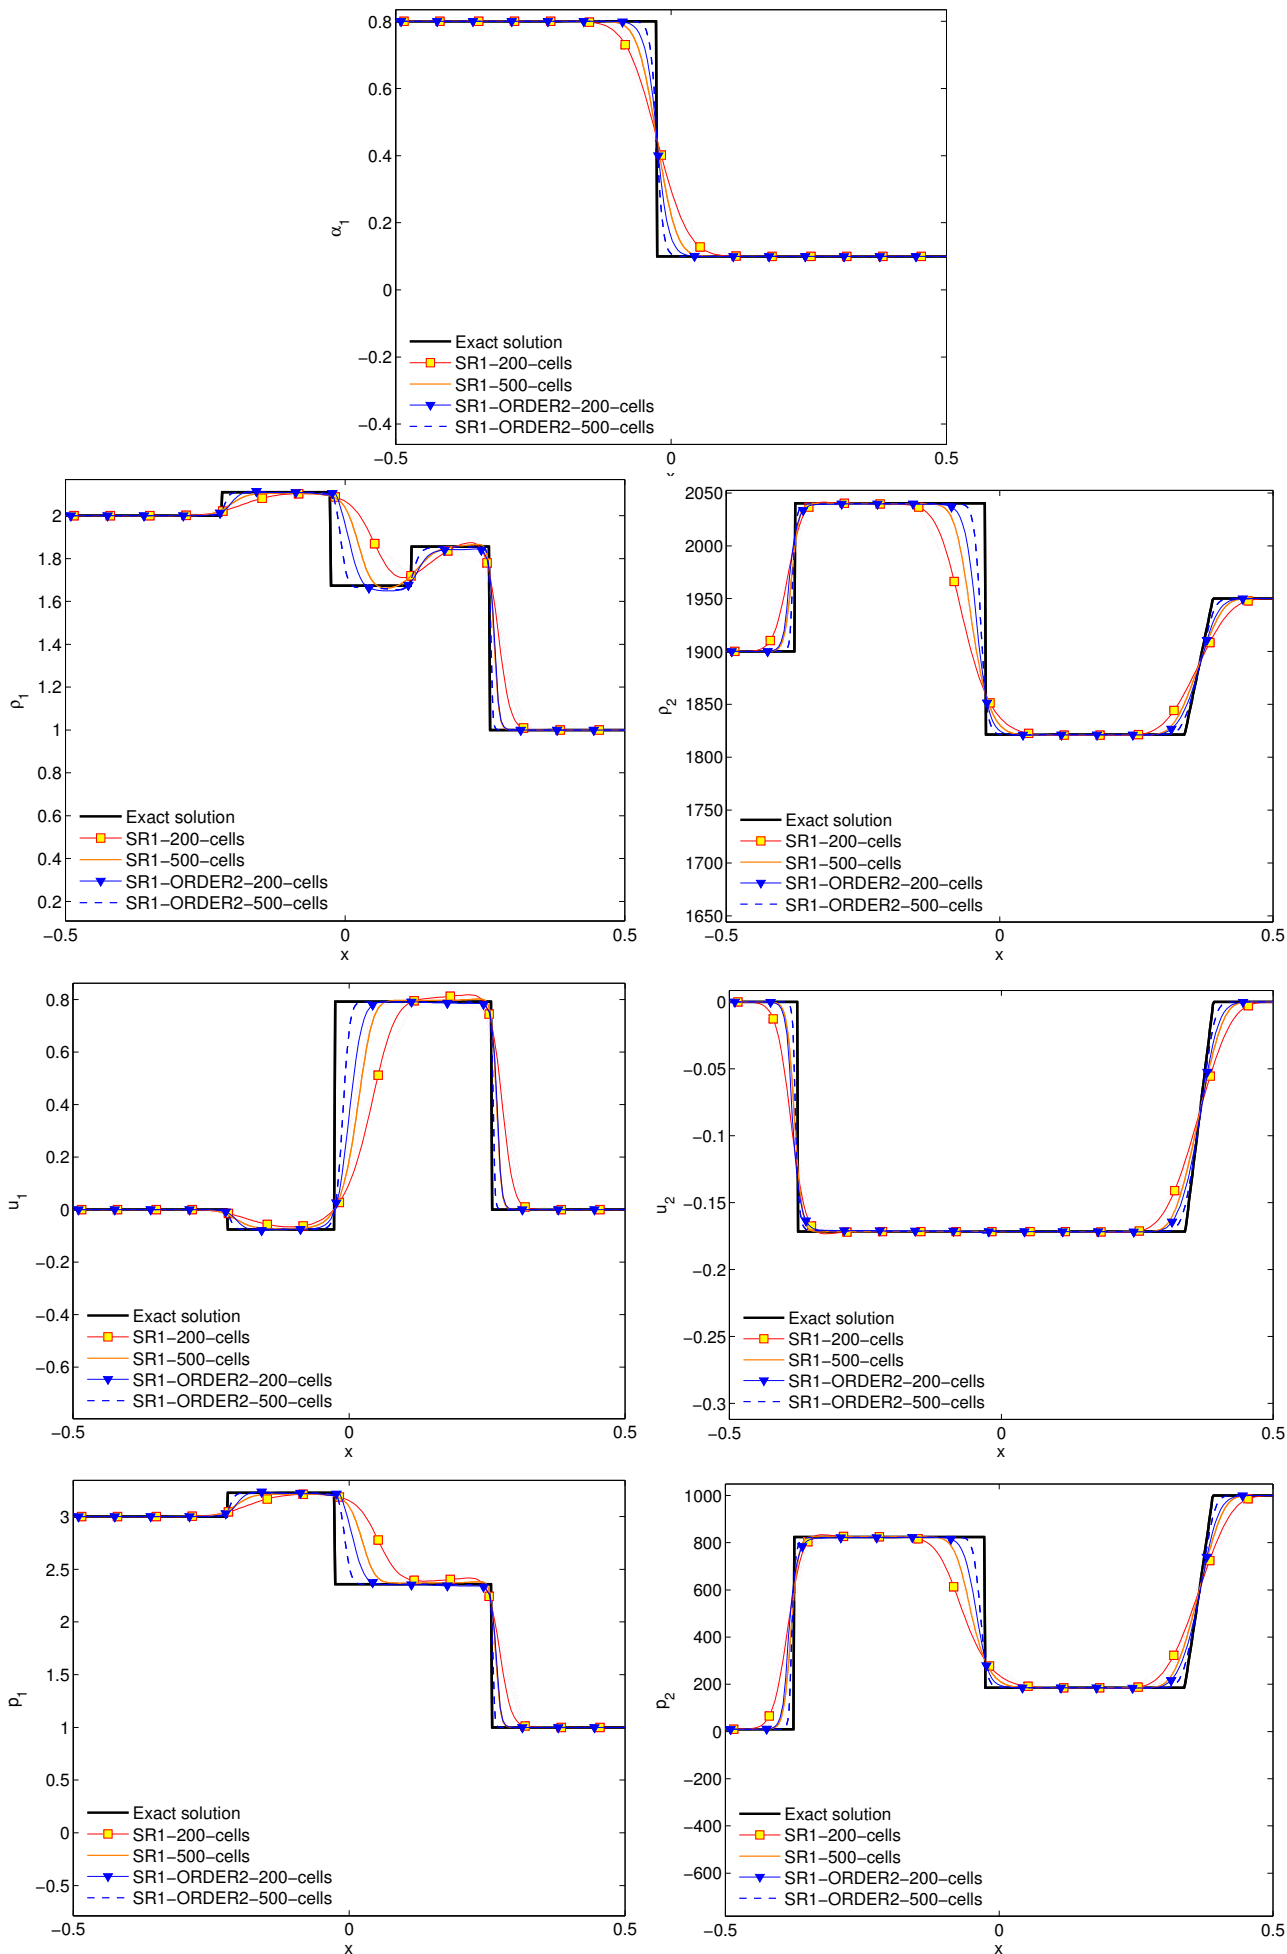 0.8
0.6
0.4
0.2
0
−0.2
−0.4
α1
Exact solution
SR1−200−cells
SR1−500−cells
SR1−ORDER2−200−cells
SR1−ORDER2−500−cells
−0.5 0 0.5
2
1.8
1.6
1.4
1.2
1
0.8
0.6
0.4
0.2
ρ1
Exact solution
SR1−200−cells
SR1−500−cells
SR1−ORDER2−200−cells
SR1−ORDER2−500−cells
−0.5 0 0.5
x
2050
2000
1950
1900
1850
1800
1750
1700
1650
ρ2
Exact solution
SR1−200−cells
SR1−500−cells
SR1−ORDER2−200−cells
SR1−ORDER2−500−cells
−0.5 0 0.5
x
0.8
0.6
0.4
0.2
0
−0.2
−0.4
−0.6
u1
Exact solution
SR1−200−cells
SR1−500−cells
SR1−ORDER2−200−cells
SR1−ORDER2−500−cells
−0.5 0 0.5
x
0
−0.05
−0.1
−0.15
−0.2
−0.25
−0.3
u2
Exact solution
SR1−200−cells
SR1−500−cells
SR1−ORDER2−200−cells
SR1−ORDER2−500−cells
−0.5 0 0.5
x
3
2.5
2
1.5
1
0.5
0
−0.5
p1
Exact solution
SR1−200−cells
SR1−500−cells
SR1−ORDER2−200−cells
SR1−ORDER2−500−cells
−0.5 0 0.5
x
1000
800
600
400
200
0
−200
−400
−600
p2
Exact solution
SR1−200−cells
SR1−500−cells
SR1−ORDER2−200−cells
SR1−ORDER2−500−cells
−0.5 0 0.5
x